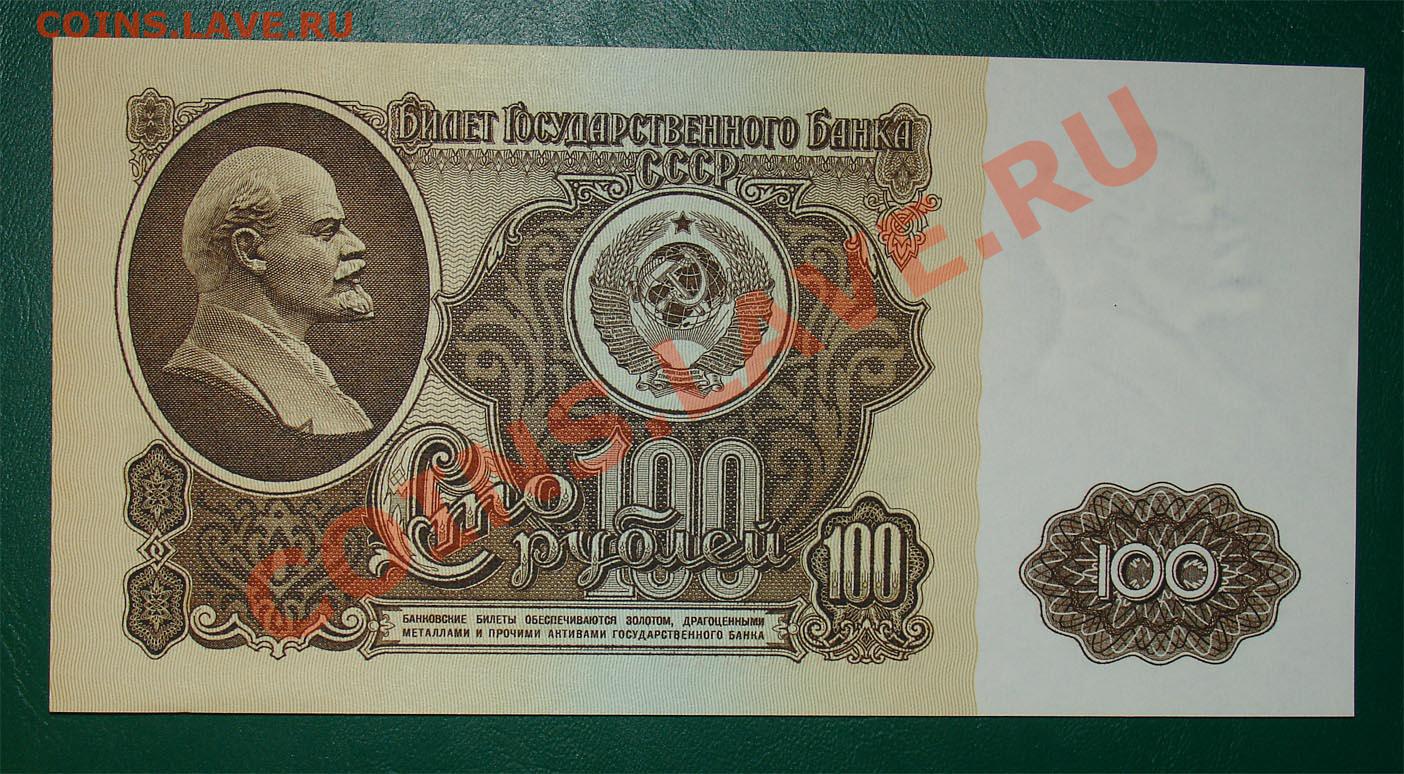 COINS.LAVE.RU
БИЛЕТ ГОСУДАРСТВЕННОГО БАНКА
СССР
COINS.LAVE.RU
100
Сто
рублей
100
100
БАНКОВСКИЕ БИЛЕТЫ ОБЕСПЕЧИВАЮТСЯ ЗОЛОТОМ, ДРАГОЦЕННЫМИ
МЕТАЛЛАМИ И ПРОЧИМИ АКТИВАМИ ГОСУДАРСТВЕННОГО БАНКА